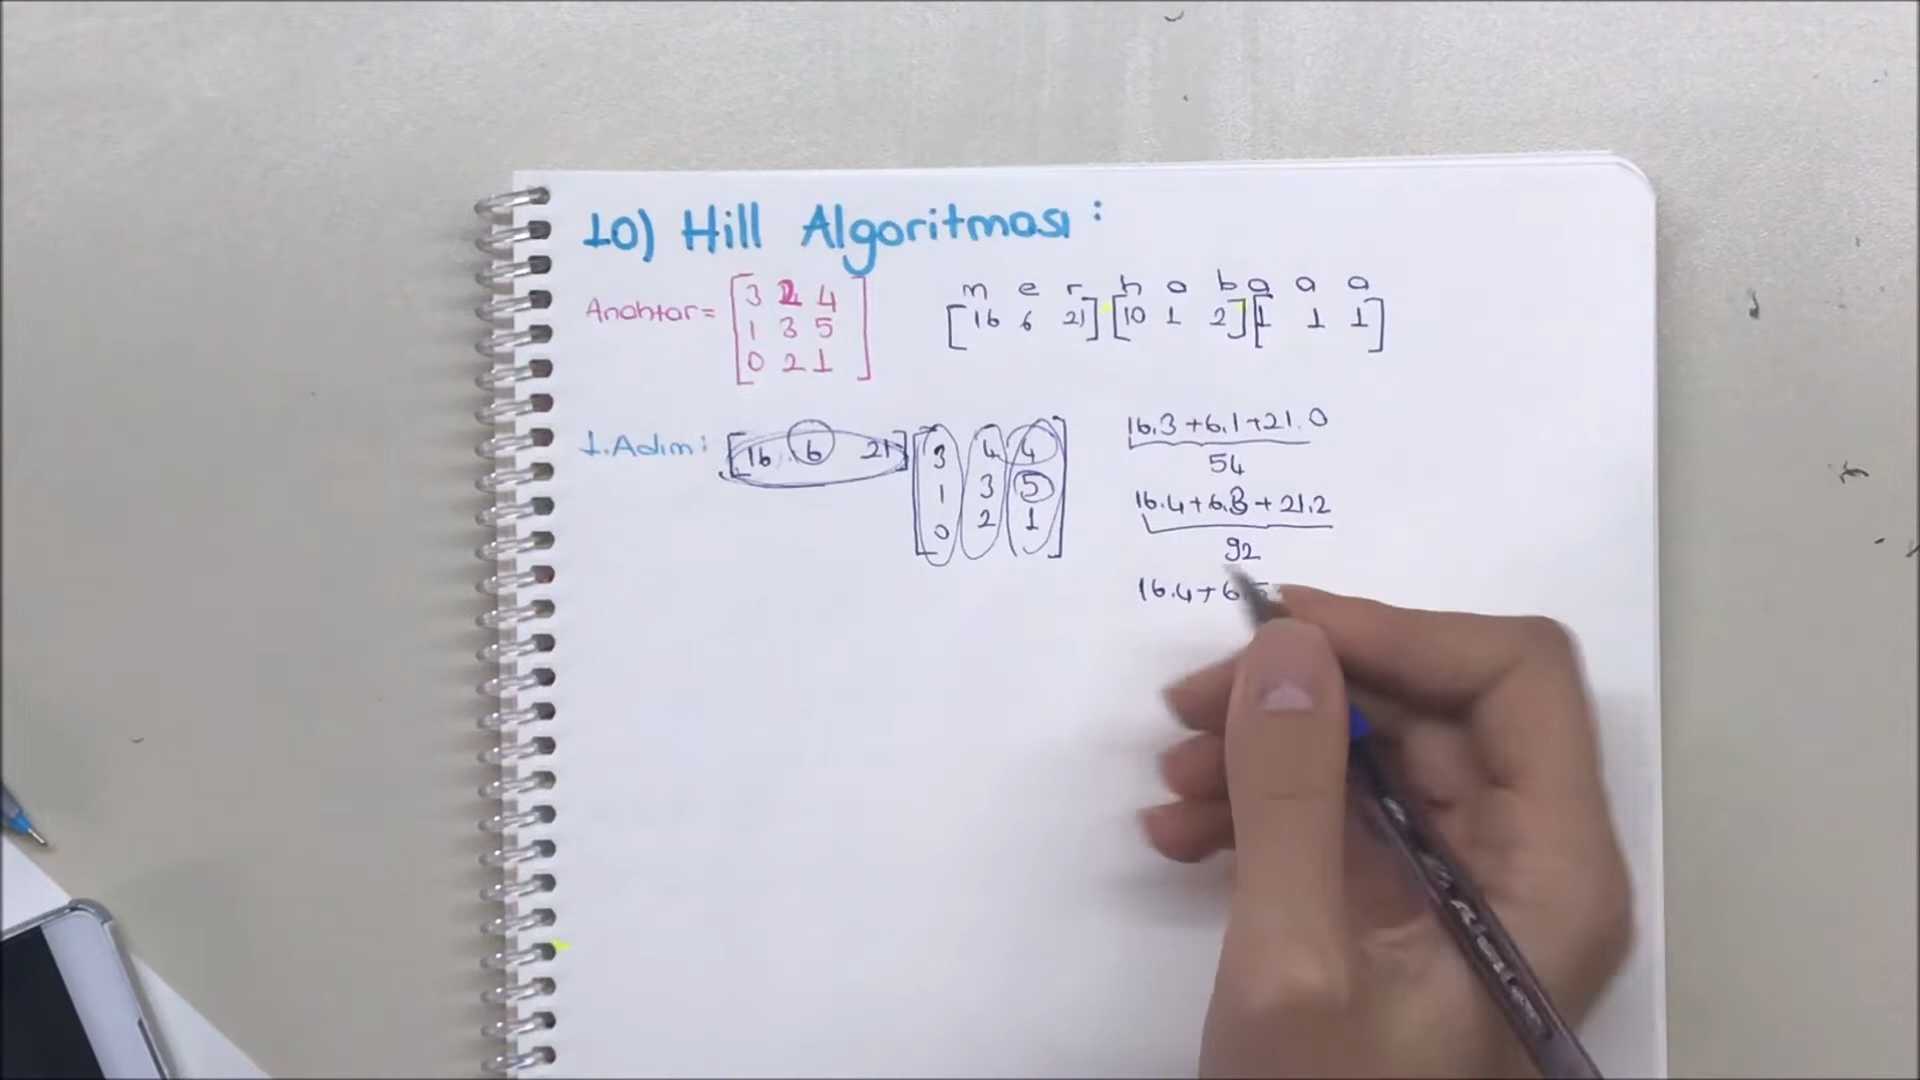 10) Hill Algoritması:
Anahtar =
3 2 4
1 3 5
0 2 1
m e r h a b a a a
[16 6 21] [10 1 2] [1 1 1]
1.Adım: [16 6 21]
3 4 4
1 3 5
0 2 1
16.3+6.1+21.0
54
16.4+6.3+21.2
92
16.4+6.5